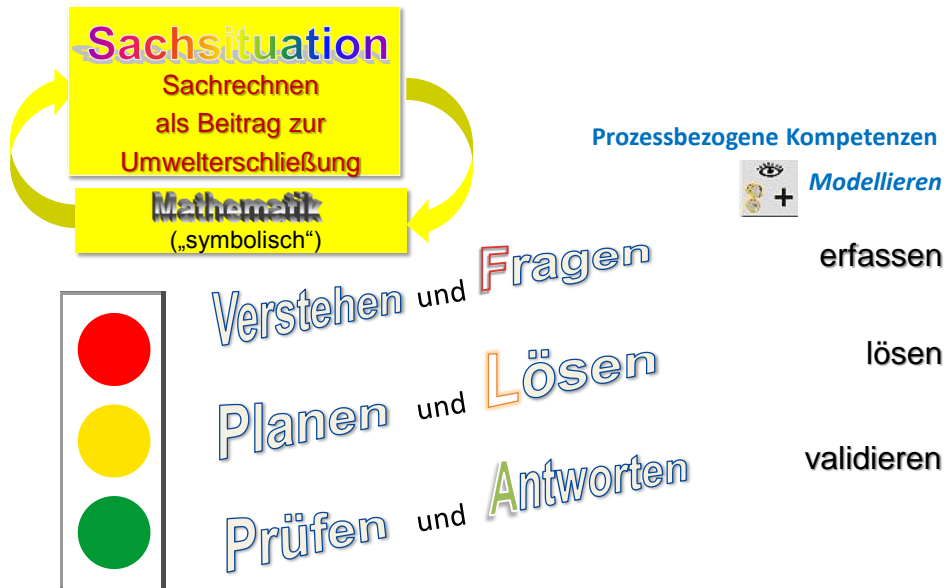 Sachsituation
Sachrechnen
als Beitrag zur
Umwelterschließung
Mathematik
(„symbolisch“)
Prozessbezogene Kompetenzen
+ Modellieren
Verstehen und Fragen
erfassen
Planen und Lösen
lösen
Prüfen und Antworten
validieren